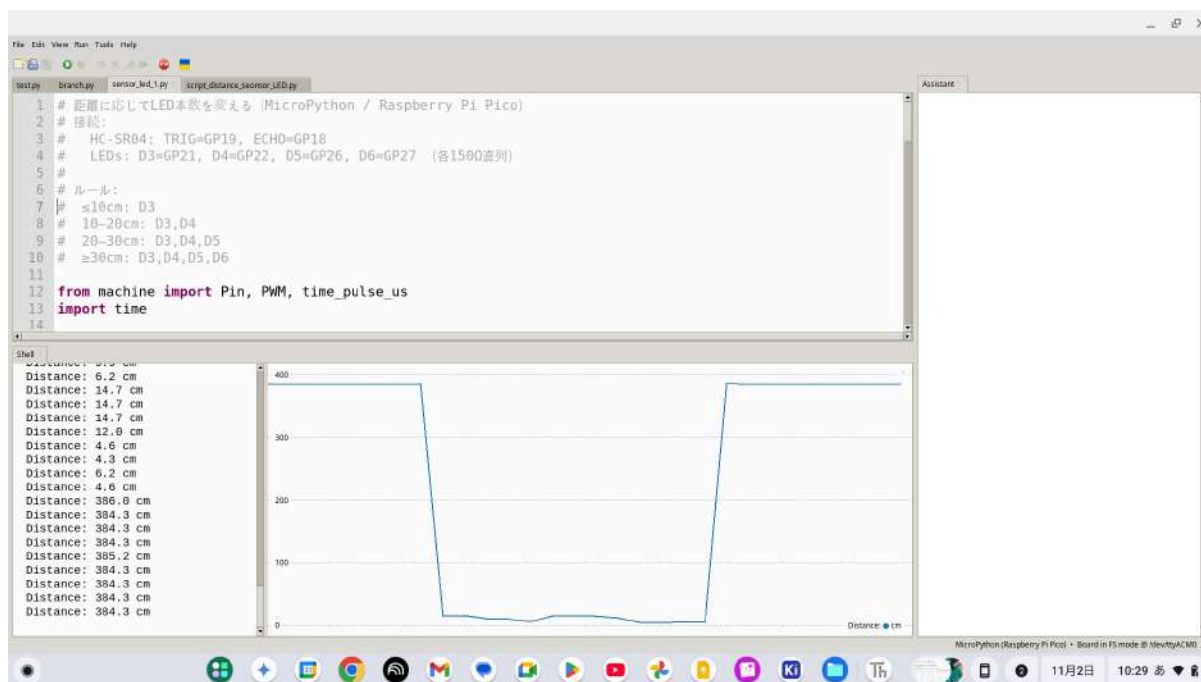 File Edit View Run Tools Help
test.py branch.py sensor_led_1.py script_distance_seonsor_LED.py
Assistant
1 # 距離に応じてLED本数を変える (MicroPython / Raspberry Pi Pico)
2 # 接続:
3 # HC-SR04: TRIG=GP19, ECHO=GP18
4 # LEDs: D3=GP21, D4=GP22, D5=GP26, D6=GP27 (各150Ω直列)
5 #
6 # ルール:
7 # ≤10cm: D3
8 # 10–20cm: D3,D4
9 # 20–30cm: D3,D4,D5
10 # ≥30cm: D3,D4,D5,D6
11
12 from machine import Pin, PWM, time_pulse_us
13 import time
14
Shell
Distance: 6.2 cm
Distance: 14.7 cm
Distance: 14.7 cm
Distance: 14.7 cm
Distance: 12.0 cm
Distance: 4.6 cm
Distance: 4.3 cm
Distance: 6.2 cm
Distance: 4.6 cm
Distance: 386.0 cm
Distance: 384.3 cm
Distance: 384.3 cm
Distance: 384.3 cm
Distance: 385.2 cm
Distance: 384.3 cm
Distance: 384.3 cm
Distance: 384.3 cm
Distance: 384.3 cm
400
300
200
100
0
Distance: cm
MicroPython (Raspberry Pi Pico) • Board in FS mode @ /dev/ttyACM0
Ki
Th
11月2日 10:29 あ